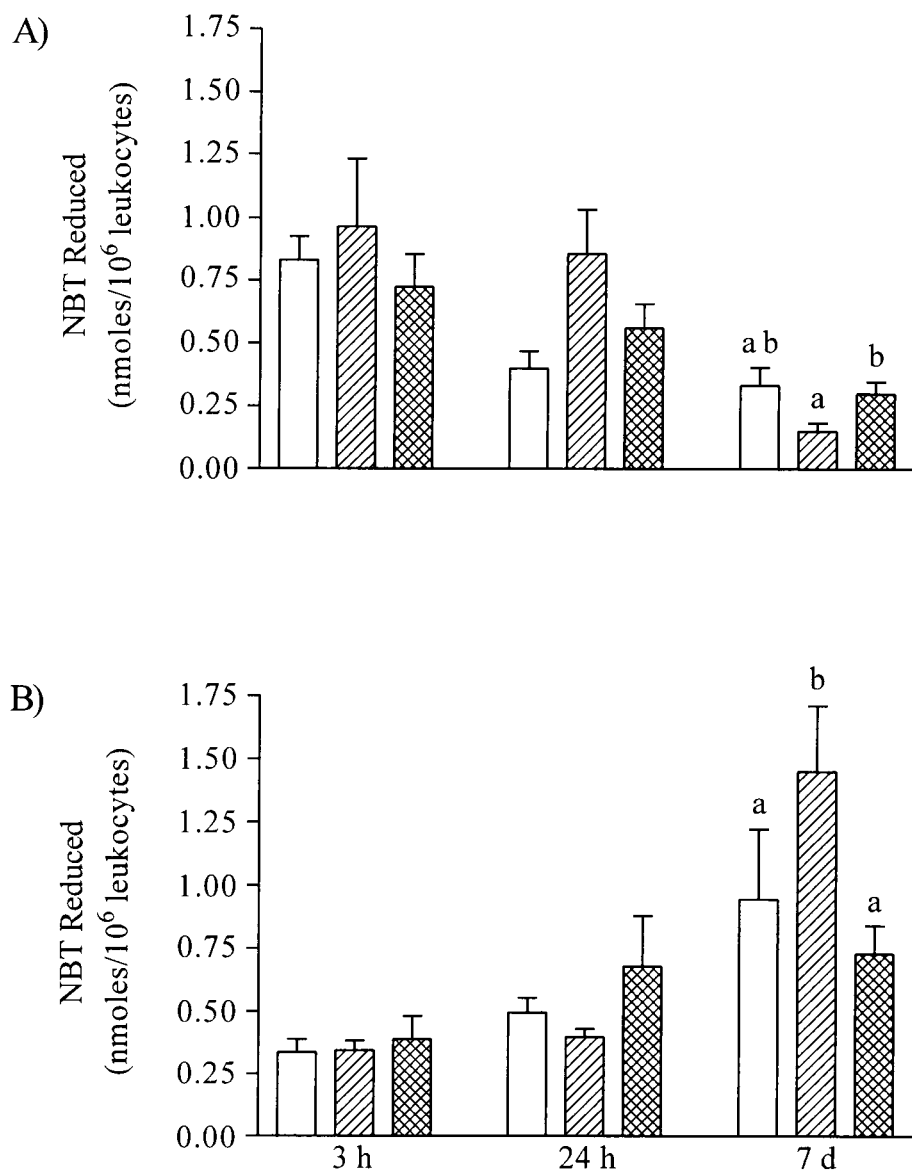 A)
NBT Reduced
(nmoles/10⁶ leukocytes)
1.75
1.50
1.25
1.00
0.75
0.50
0.25
0.00
a b
a
b
B)
NBT Reduced
(nmoles/10⁶ leukocytes)
1.75
1.50
1.25
1.00
0.75
0.50
0.25
0.00
a
b
a
3 h
24 h
7 d